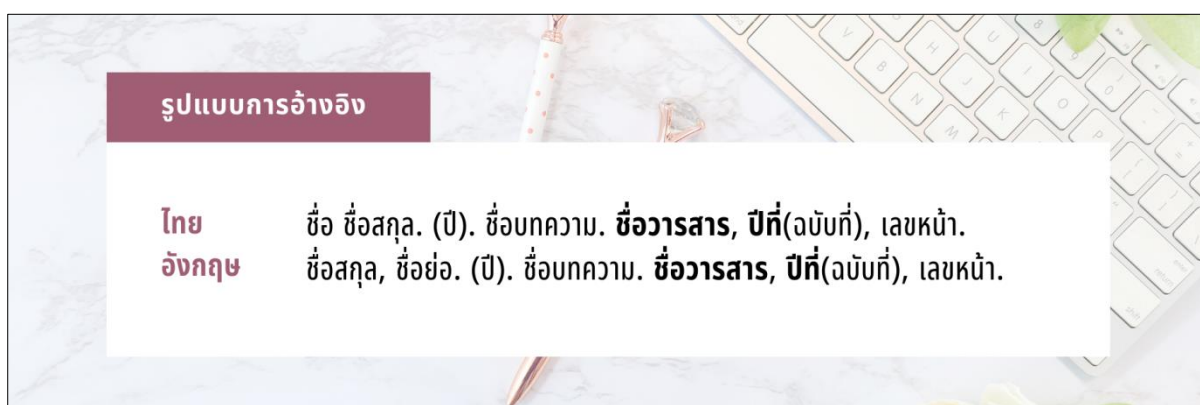 รูปแบบการอ้างอิง
ไทย ชื่อ ชื่อสกุล. (ปี). ชื่อบทความ. ชื่อวารสาร, ปีที่(ฉบับที่), เลขหน้า.
อังกฤษ ชื่อสกุล, ชื่อย่อ. (ปี). ชื่อบทความ. ชื่อวารสาร, ปีที่(ฉบับที่), เลขหน้า.